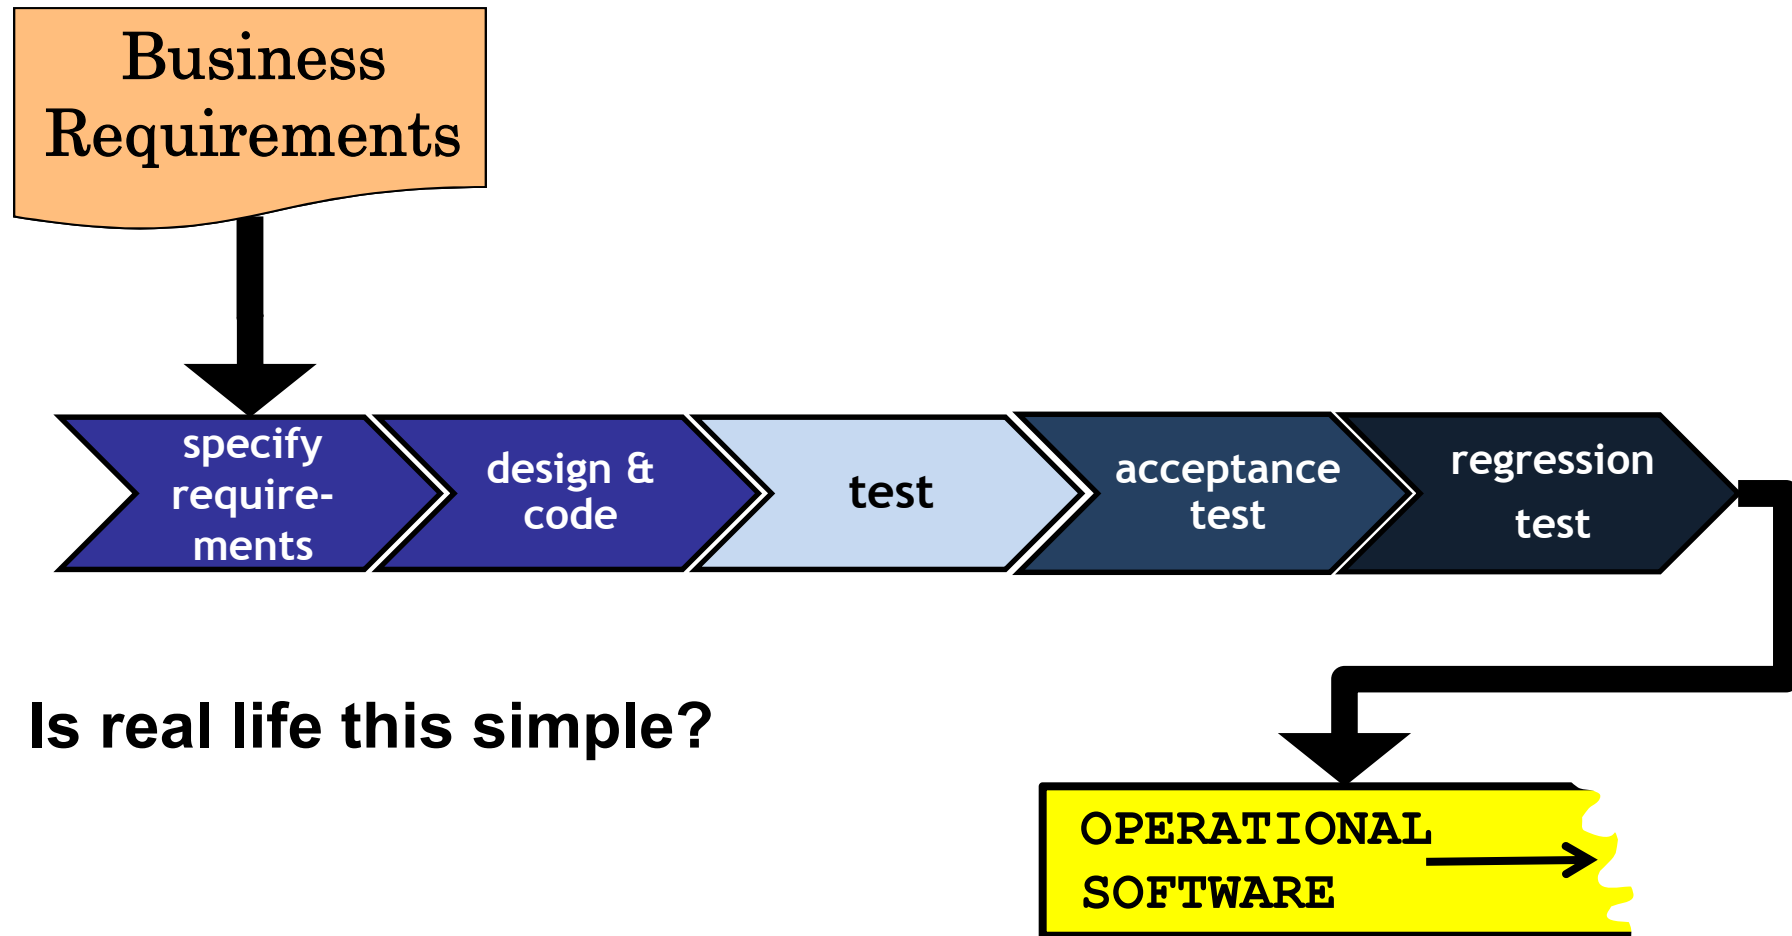 Business
Requirements
specify
require-
ments
design &
code
test
acceptance
test
regression
test
Is real life this simple?
OPERATIONAL
SOFTWARE